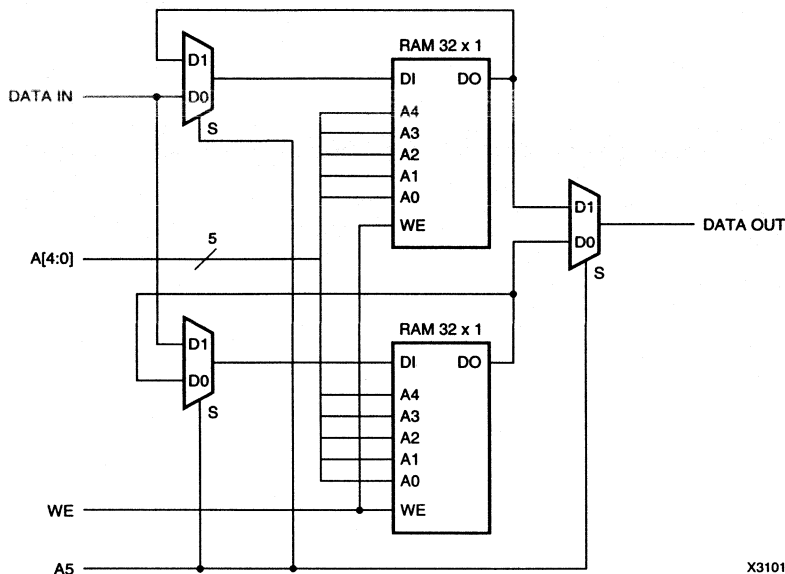 RAM 32 x 1
D1
DI DO
DATA IN
D0
A4
S
A3
A2
A1
A0
D1
WE
DATA OUT
D0
5
A[4:0]
S
RAM 32 x 1
D1
DI DO
D0
A4
S
A3
A2
A1
A0
WE
WE
A5
X3101